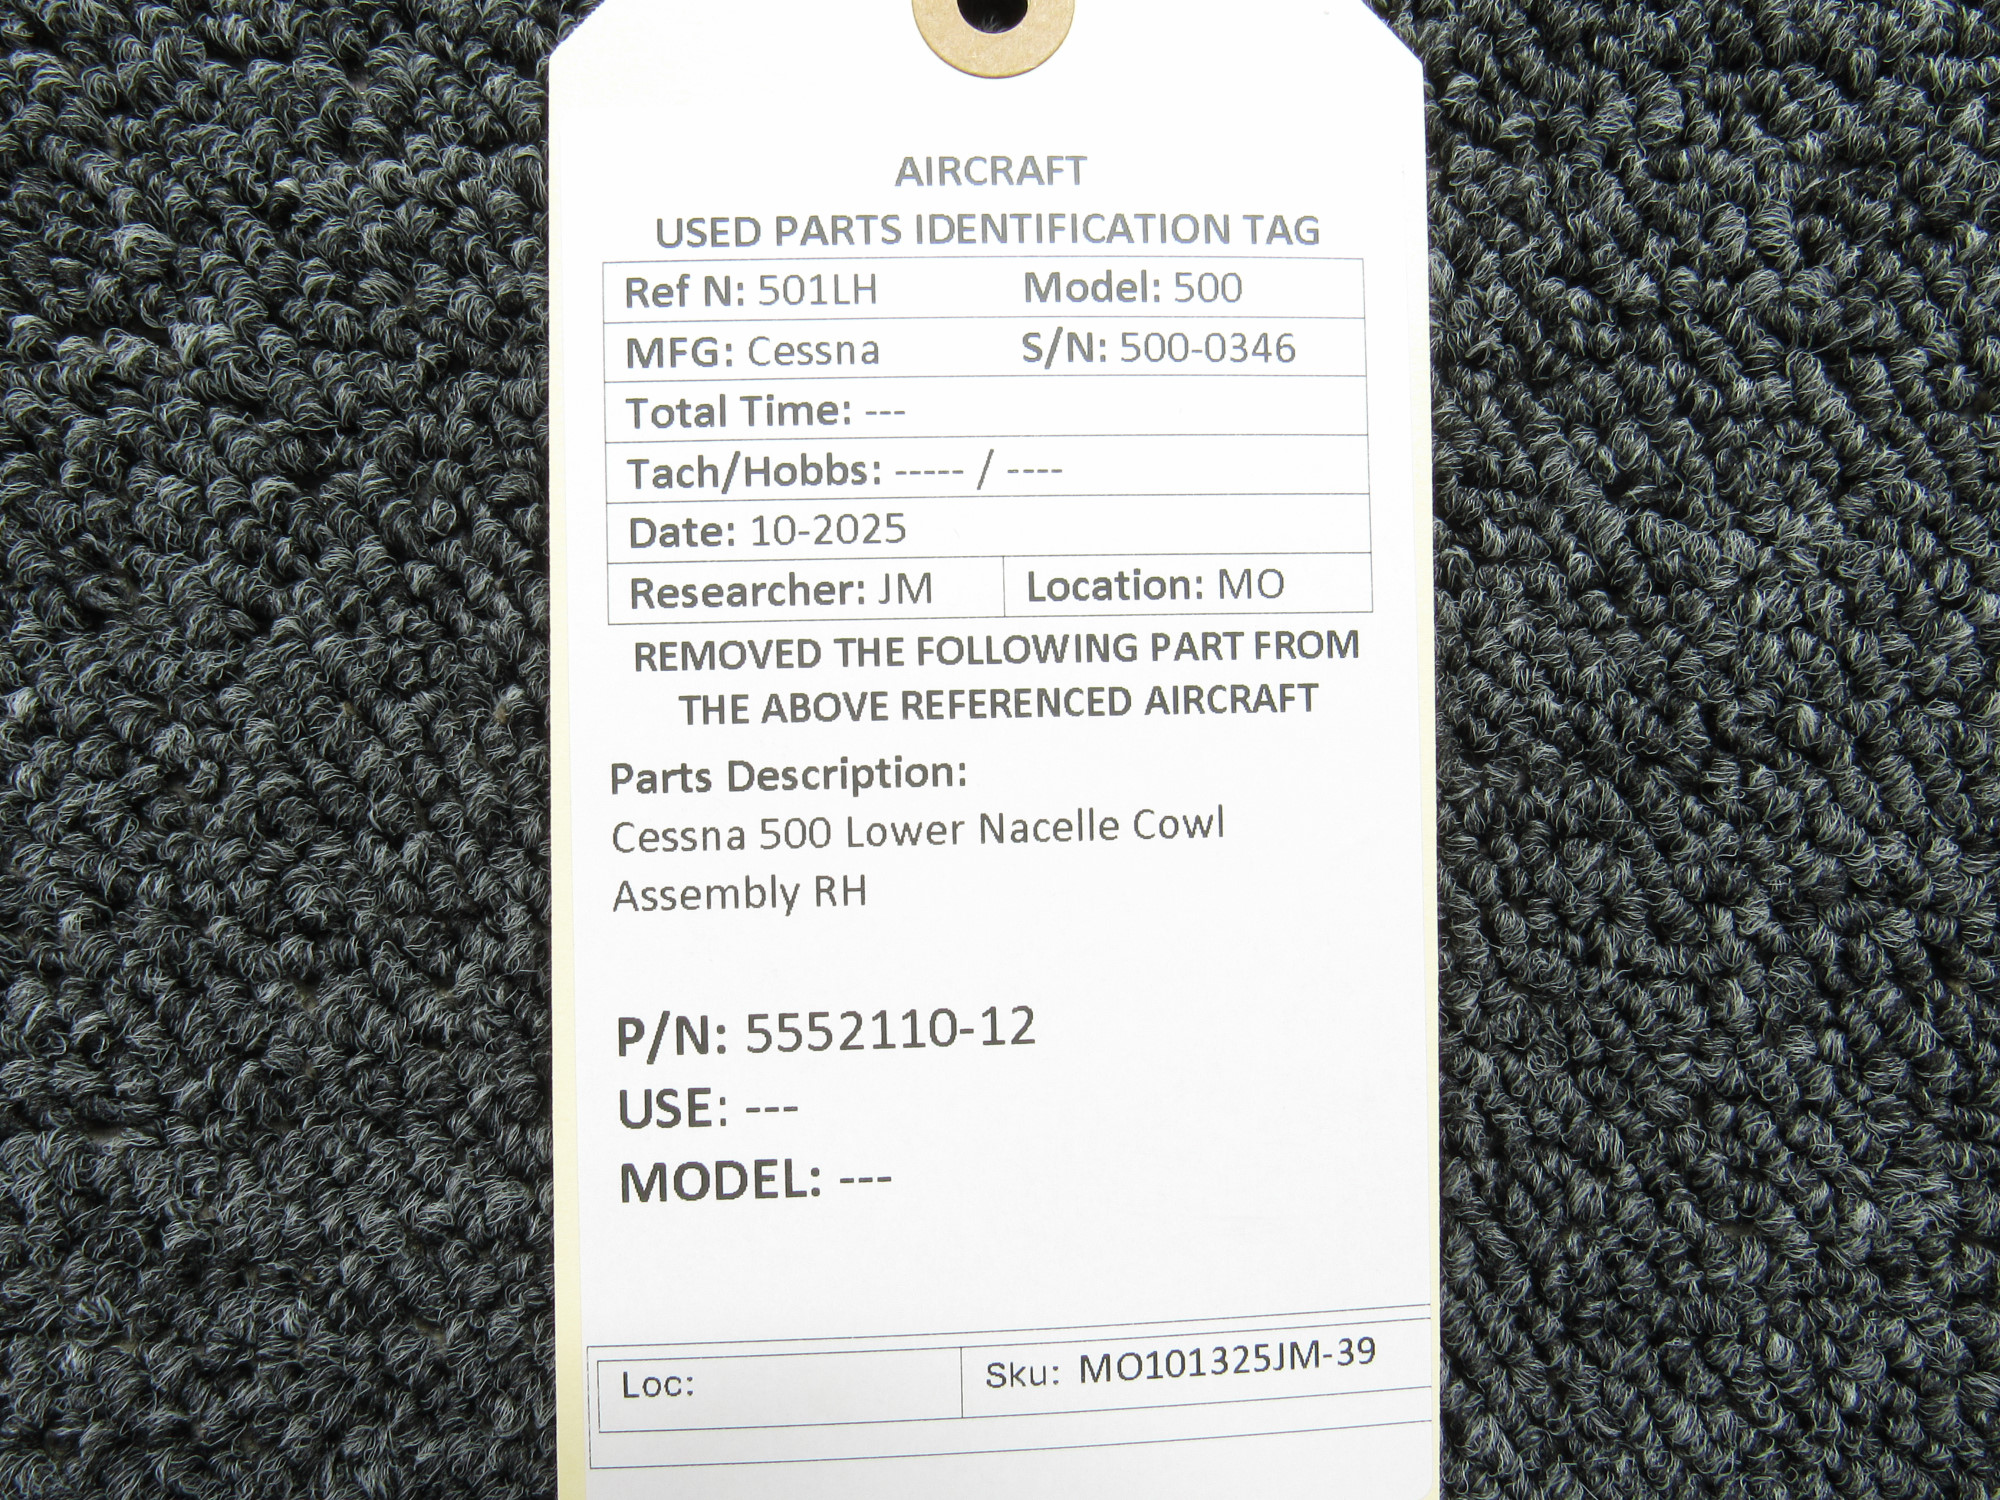 AIRCRAFT
USED PARTS IDENTIFICATION TAG
Ref N: 501LH Model: 500
MFG: Cessna S/N: 500-0346
Total Time: ---
Tach/Hobbs: ----- / ----
Date: 10-2025
Researcher: JM Location: MO
REMOVED THE FOLLOWING PART FROM
THE ABOVE REFERENCED AIRCRAFT
Parts Description:
Cessna 500 Lower Nacelle Cowl
Assembly RH
P/N: 5552110-12
USE: ---
MODEL: ---
Loc: Sku: MO101325JM-39